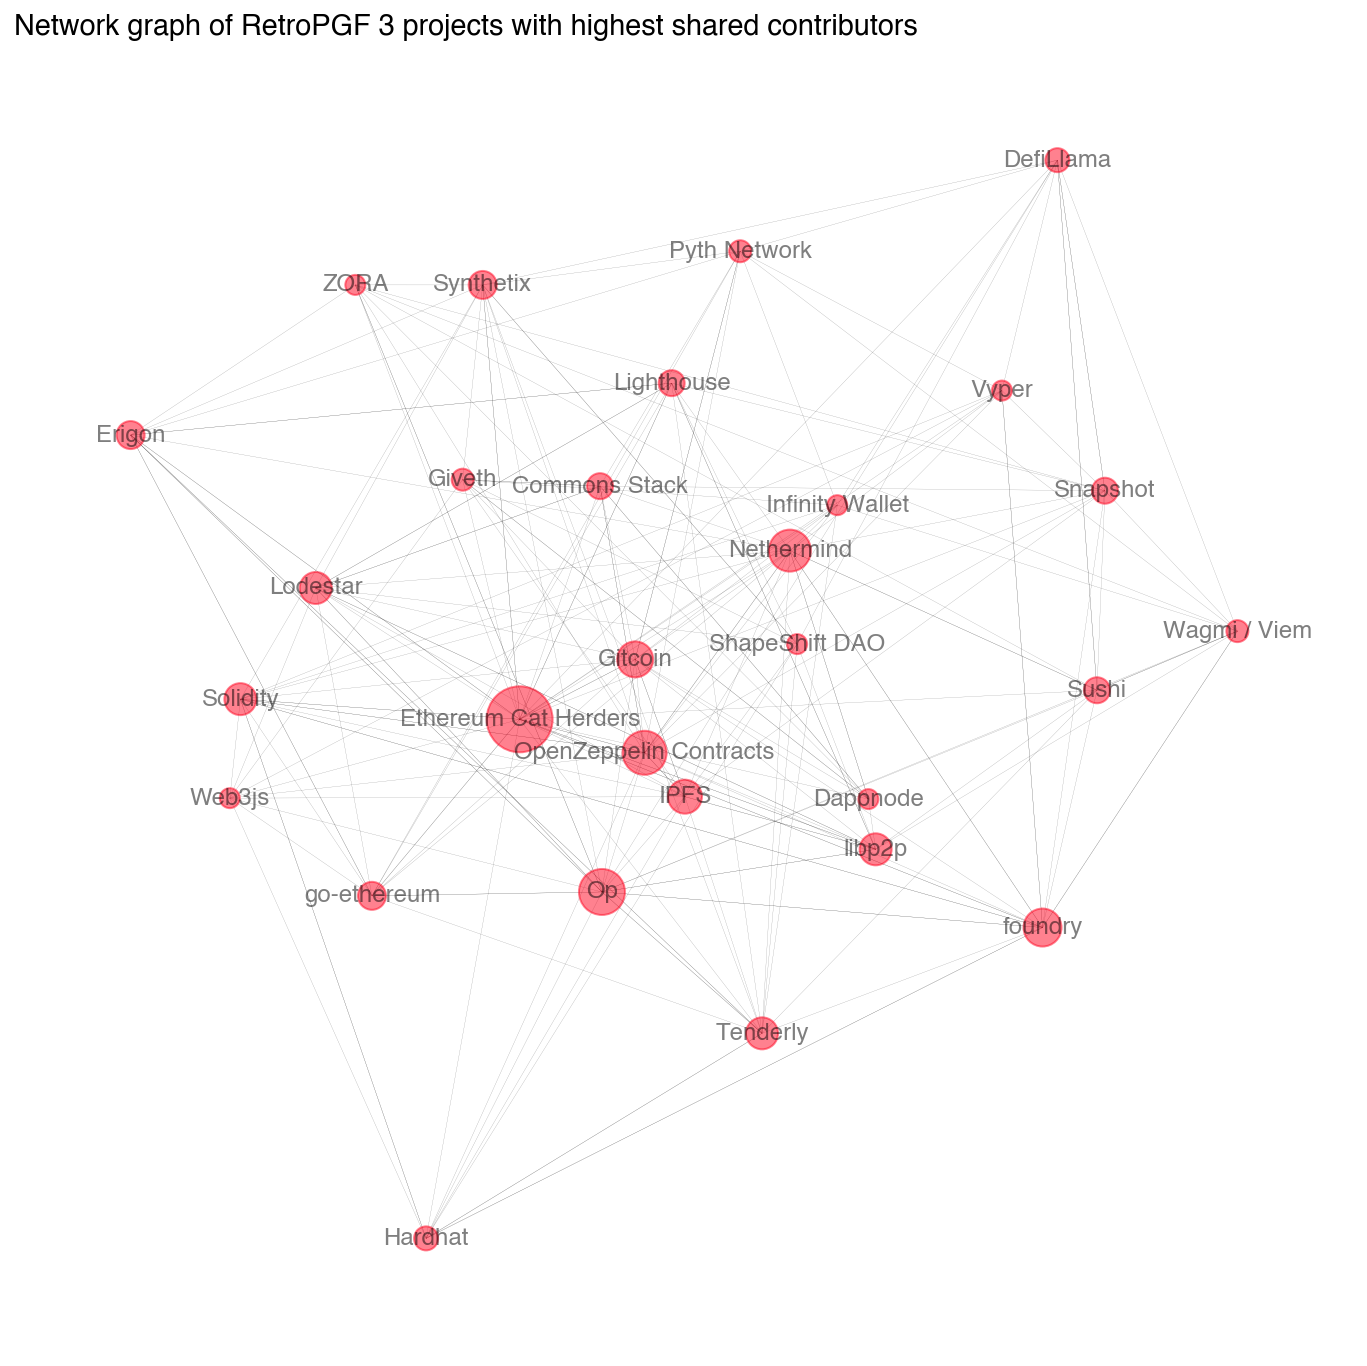 Network graph of RetroPGF 3 projects with highest shared contributors
DefiLlama
Pyth Network
ZORA
Synthetix
Lighthouse
Vyper
Erigon
Giveth
Commons Stack
Infinity Wallet
Snapshot
Nethermind
Lodestar
Wagmi / Viem
ShapeShift DAO
Gitcoin
Solidity
Sushi
Ethereum Cat Herders
OpenZeppelin Contracts
Web3js
IPFS
Dappnode
libp2p
go-ethereum
Op
foundry
Tenderly
Hardhat